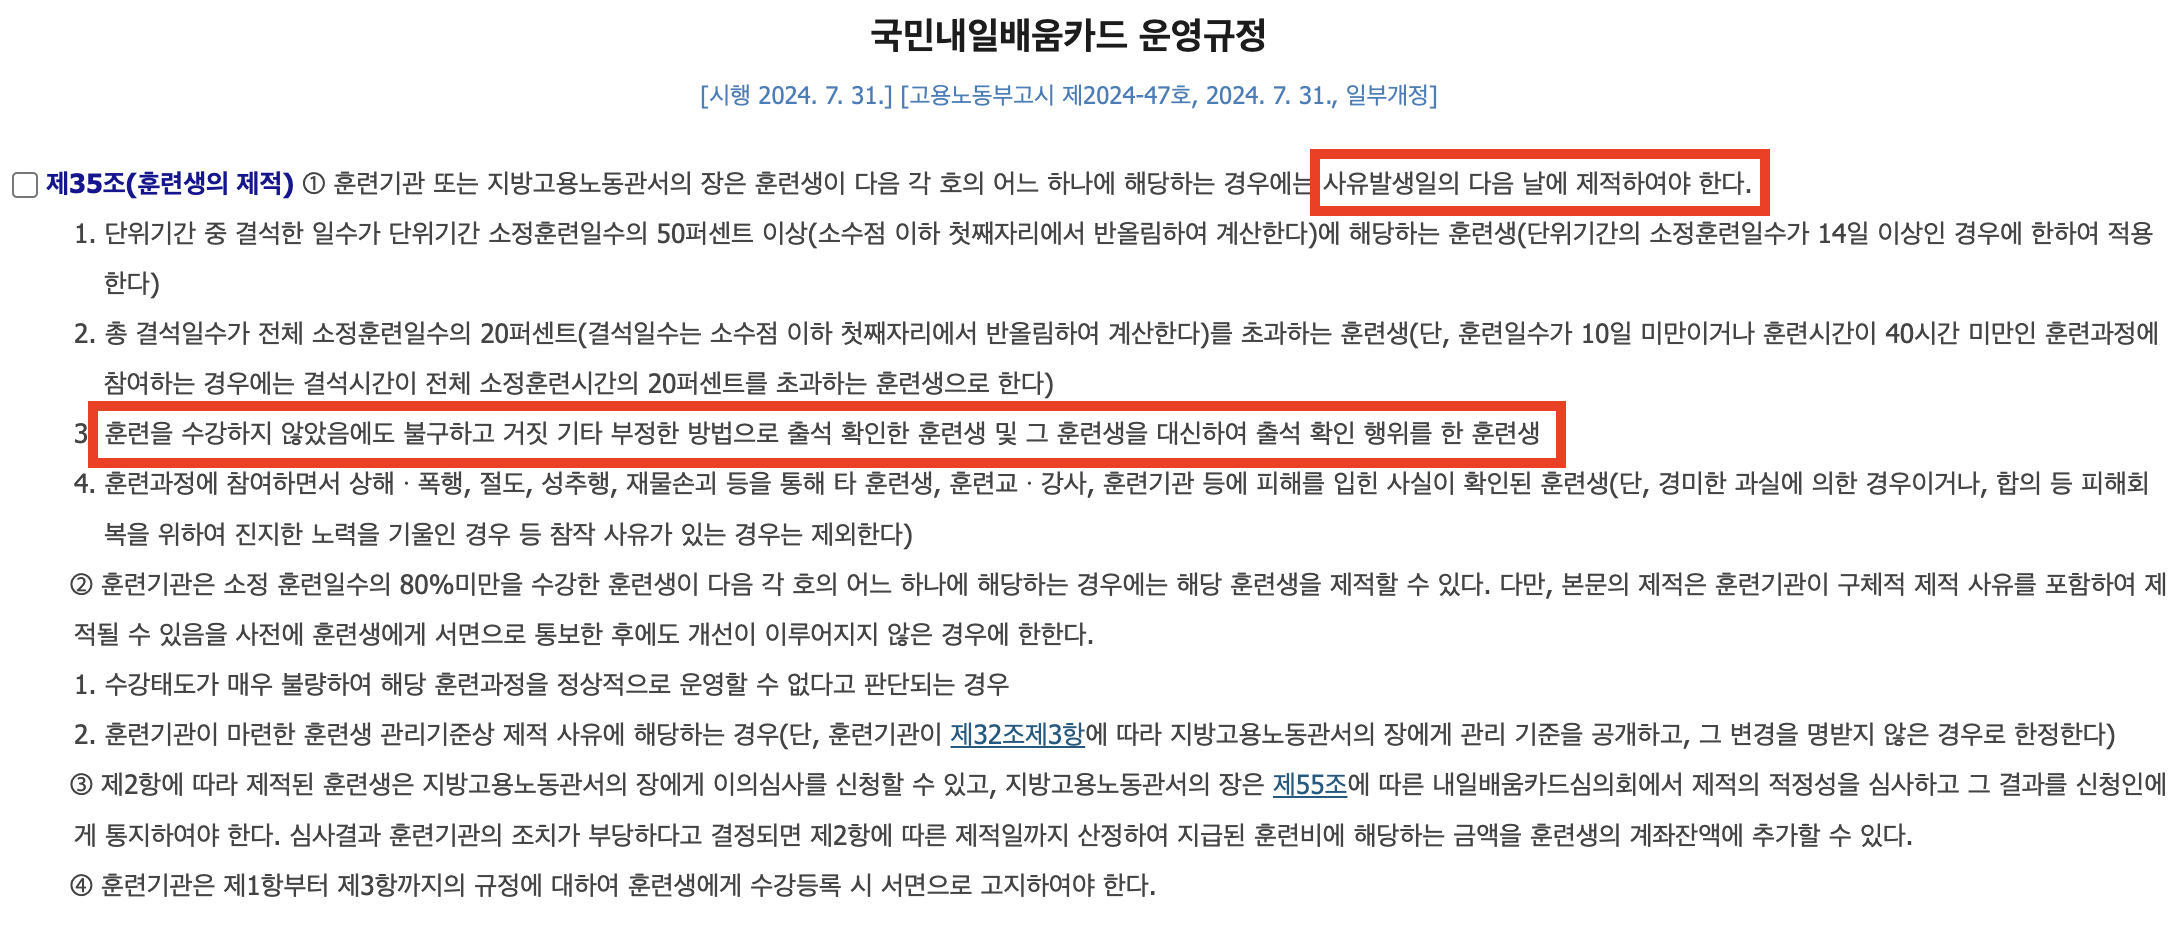 국민내일배움카드 운영규정
[시행 2024. 7. 31.] [고용노동부고시 제2024-47호, 2024. 7. 31., 일부개정]
제35조(훈련생의 제적) ① 훈련기관 또는 지방고용노동관서의 장은 훈련생이 다음 각 호의 어느 하나에 해당하는 경우에는 사유발생일의 다음 날에 제적하여야 한다.
1. 단위기간 중 결석한 일수가 단위기간 소정훈련일수의 50퍼센트 이상(소수점 이하 첫째자리에서 반올림하여 계산한다)에 해당하는 훈련생(단위기간의 소정훈련일수가 14일 이상인 경우에 한하여 적용
한다)
2. 총 결석일수가 전체 소정훈련일수의 20퍼센트(결석일수는 소수점 이하 첫째자리에서 반올림하여 계산한다)를 초과하는 훈련생(단, 훈련일수가 10일 미만이거나 훈련시간이 40시간 미만인 훈련과정에
참여하는 경우에는 결석시간이 전체 소정훈련시간의 20퍼센트를 초과하는 훈련생으로 한다)
3 훈련을 수강하지 않았음에도 불구하고 거짓 기타 부정한 방법으로 출석 확인한 훈련생 및 그 훈련생을 대신하여 출석 확인 행위를 한 훈련생
4. 훈련과정에 참여하면서 상해ㆍ폭행, 절도, 성추행, 재물손괴 등을 통해 타 훈련생, 훈련교ㆍ강사, 훈련기관 등에 피해를 입힌 사실이 확인된 훈련생(단, 경미한 과실에 의한 경우이거나, 합의 등 피해회
복을 위하여 진지한 노력을 기울인 경우 등 참작 사유가 있는 경우는 제외한다)
② 훈련기관은 소정 훈련일수의 80%미만을 수강한 훈련생이 다음 각 호의 어느 하나에 해당하는 경우에는 해당 훈련생을 제적할 수 있다. 다만, 본문의 제적은 훈련기관이 구체적 제적 사유를 포함하여 제
적될 수 있음을 사전에 훈련생에게 서면으로 통보한 후에도 개선이 이루어지지 않은 경우에 한한다.
1. 수강태도가 매우 불량하여 해당 훈련과정을 정상적으로 운영할 수 없다고 판단되는 경우
2. 훈련기관이 마련한 훈련생 관리기준상 제적 사유에 해당하는 경우(단, 훈련기관이 제32조제3항에 따라 지방고용노동관서의 장에게 관리 기준을 공개하고, 그 변경을 명받지 않은 경우로 한정한다)
③ 제2항에 따라 제적된 훈련생은 지방고용노동관서의 장에게 이의심사를 신청할 수 있고, 지방고용노동관서의 장은 제55조에 따른 내일배움카드심의회에서 제적의 적정성을 심사하고 그 결과를 신청인에
게 통지하여야 한다. 심사결과 훈련기관의 조치가 부당하다고 결정되면 제2항에 따른 제적일까지 산정하여 지급된 훈련비에 해당하는 금액을 훈련생의 계좌잔액에 추가할 수 있다.
④ 훈련기관은 제1항부터 제3항까지의 규정에 대하여 훈련생에게 수강등록 시 서면으로 고지하여야 한다.